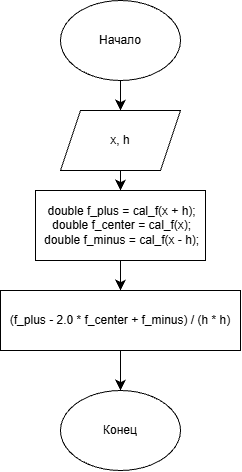 Начало
x, h
double f_plus = cal_f(x + h);
double f_center = cal_f(x);
double f_minus = cal_f(x - h);
(f_plus - 2.0 * f_center + f_minus) / (h * h)
Конец